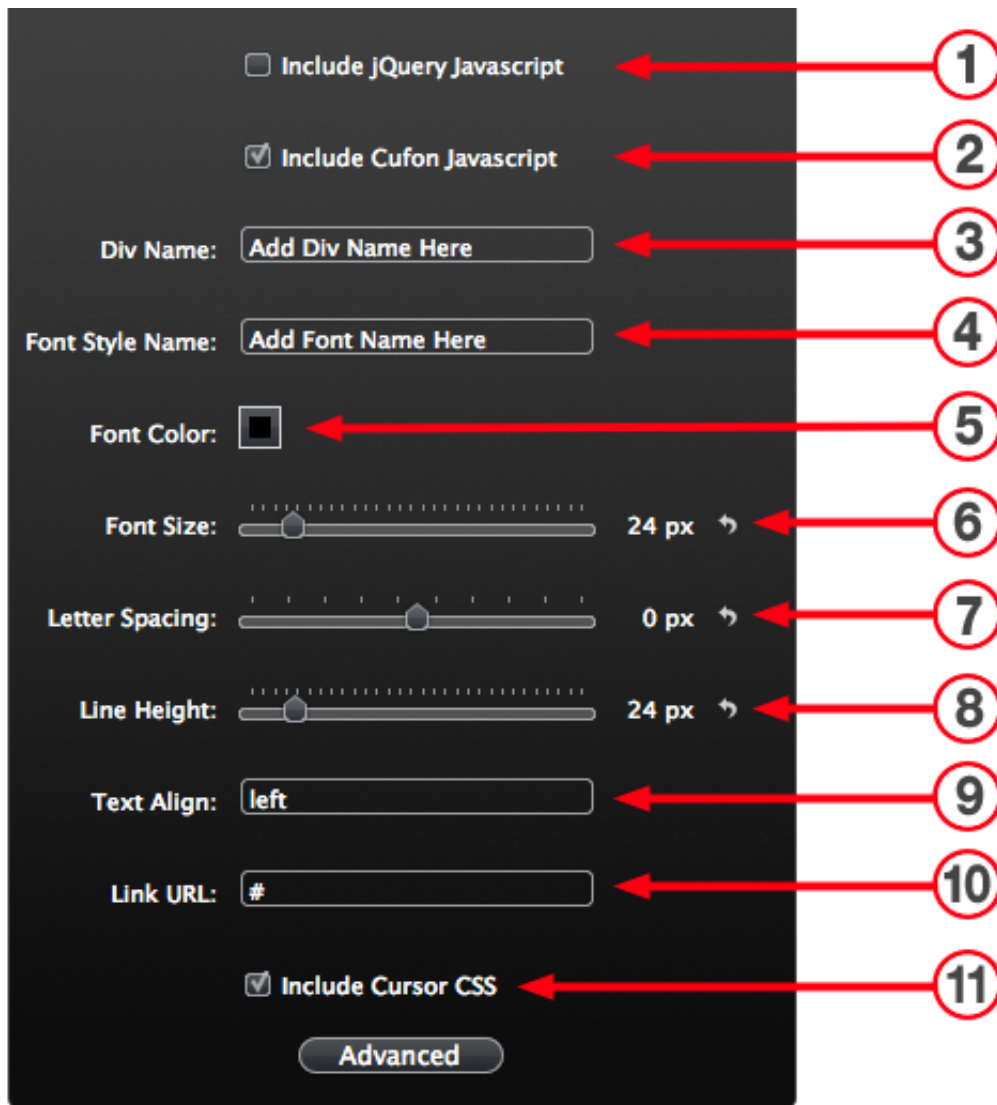 Include jQuery Javascript 1
Include Cufon Javascript 2
Div Name: Add Div Name Here 3
Font Style Name: Add Font Name Here 4
Font Color: 5
Font Size: 24 px 6
Letter Spacing: 0 px 7
Line Height: 24 px 8
Text Align: left 9
Link URL: # 10
Include Cursor CSS 11
Advanced